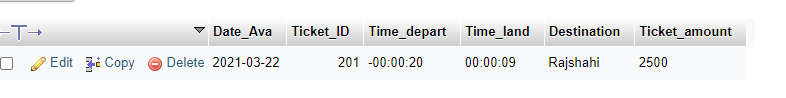 Date_Ava Ticket_ID Time_depart Time_land Destination Ticket_amount
Edit Copy Delete 2021-03-22 201 -00:00:20 00:00:09 Rajshahi 2500